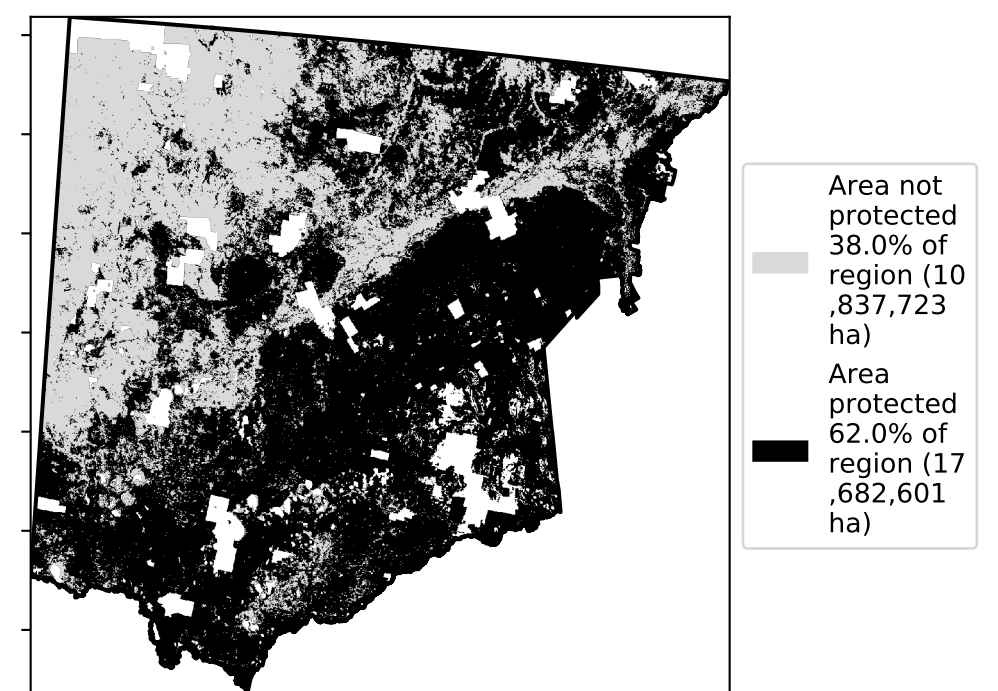 Area not
protected
38.0% of
region (10
,837,723
ha)
Area
protected
62.0% of
region (17
,682,601
ha)